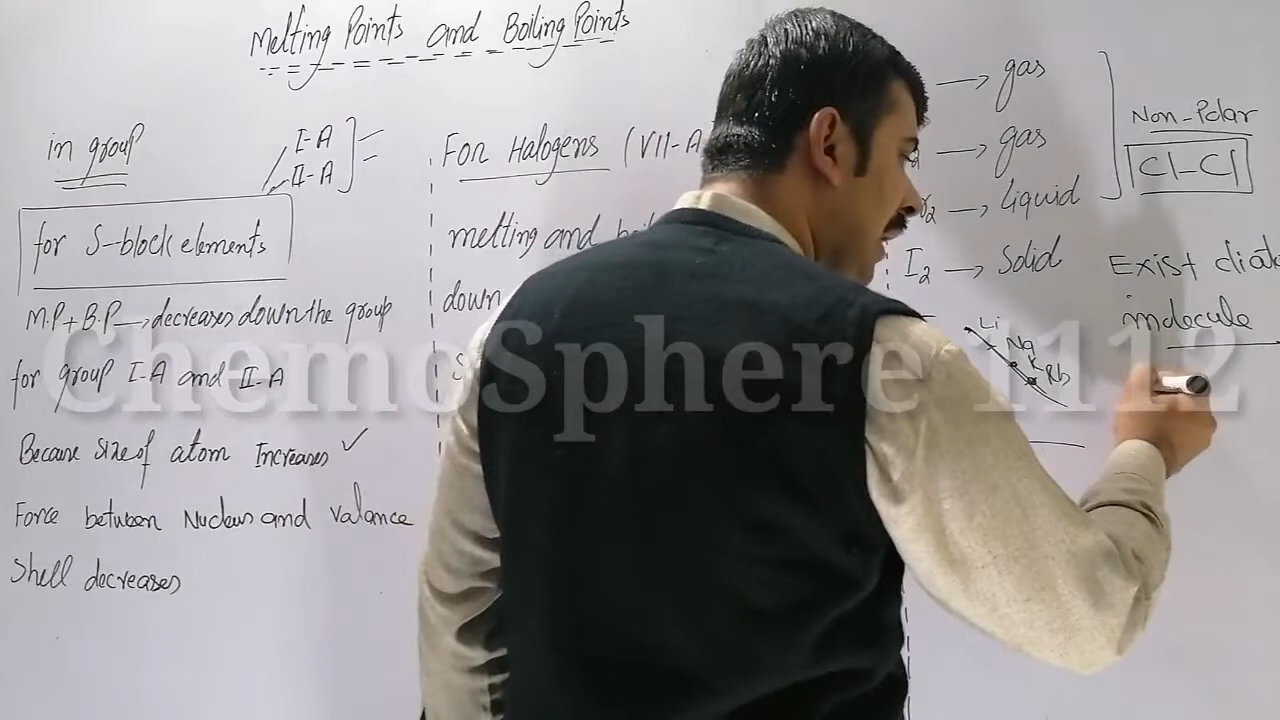 Melting Points and Boiling Points
in group
I-A
II-A
for S-block elements
M.P + B.P → decreases down the group
for group I-A and II-A
Because size of atom Increases ✓
Force between Nucleus and Valance
Shell decreases
For Halogens (VII-A
melting and
down
→ gas
→ gas
→ Liquid
I2 → Solid
Non-Polar
Cl-Cl
Exist
molecule
Li
Na
K
Rb
ChemoSphere 1112